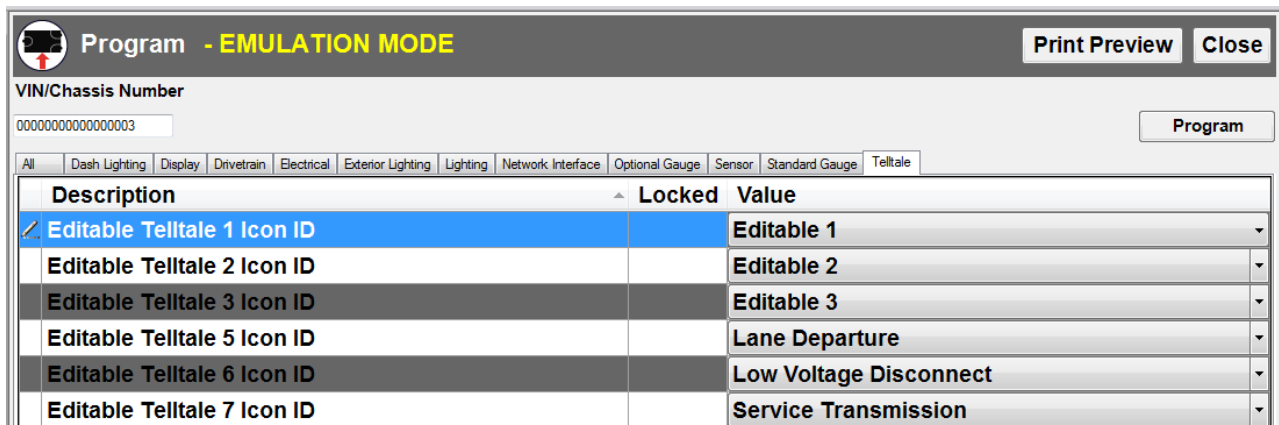 Program - EMULATION MODE Print Preview Close
VIN/Chassis Number
00000000000000003
Program
All Dash Lighting Display Drivetrain Electrical Exterior Lighting Lighting Network Interface Optional Gauge Sensor Standard Gauge Telltale
Description Locked Value
Editable Telltale 1 Icon ID Editable 1
Editable Telltale 2 Icon ID Editable 2
Editable Telltale 3 Icon ID Editable 3
Editable Telltale 5 Icon ID Lane Departure
Editable Telltale 6 Icon ID Low Voltage Disconnect
Editable Telltale 7 Icon ID Service Transmission